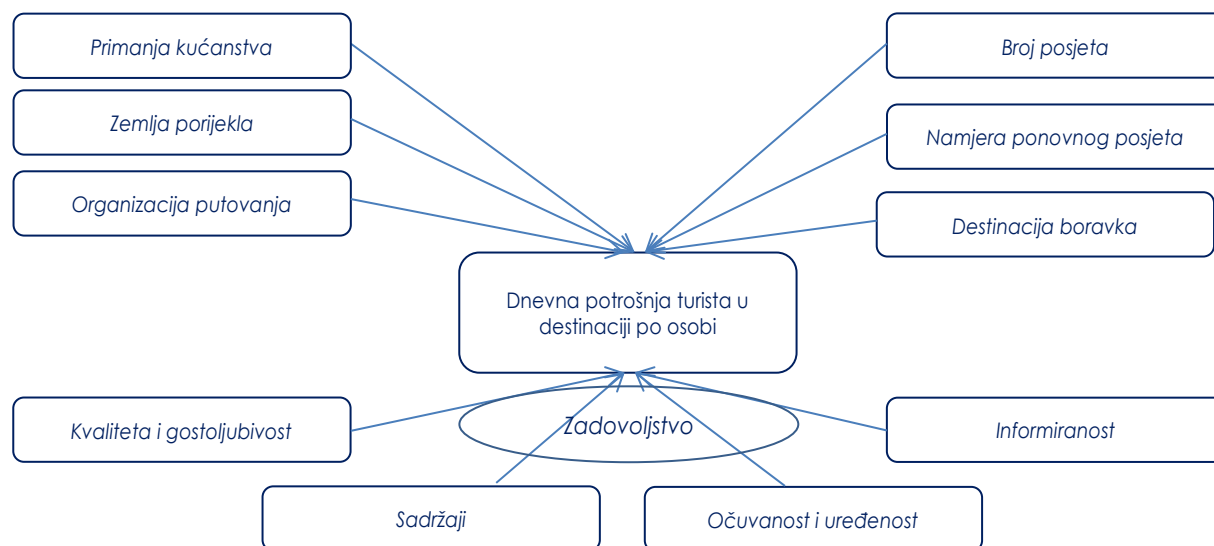 Primanja kućanstva
Broj posjeta
Zemlja porijekla
Namjera ponovnog posjeta
Organizacija putovanja
Destinacija boravka
Dnevna potrošnja turista u
destinaciji po osobi
Kvaliteta i gostoljubivost
Zadovoljstvo
Informiranost
Sadržaji
Očuvanost i uređenost